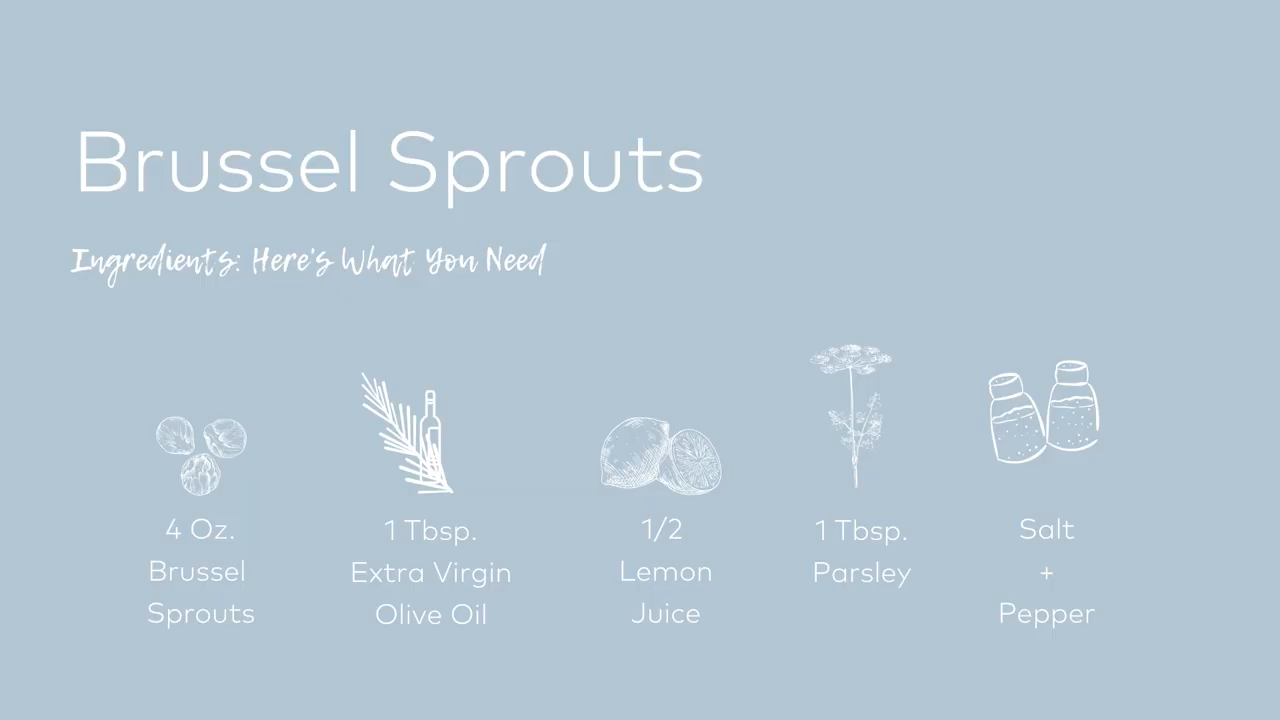 Brussel Sprouts
Ingredients: Here's What You Need
4 Oz.
Brussel
Sprouts
1 Tbsp.
Extra Virgin
Olive Oil
1/2
Lemon
Juice
1 Tbsp.
Parsley
Salt
+
Pepper